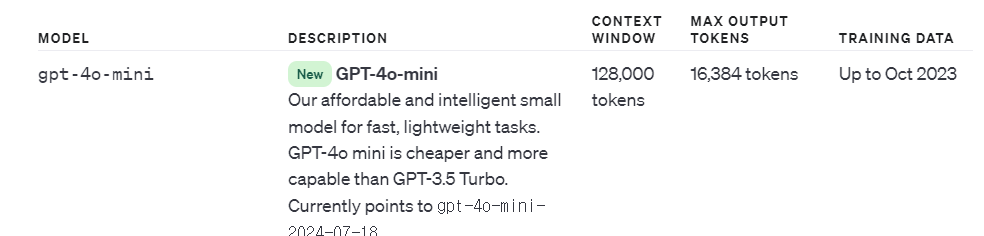 MODEL DESCRIPTION CONTEXT WINDOW MAX OUTPUT TOKENS TRAINING DATA
gpt-4o-mini New GPT-4o-mini 128,000 16,384 tokens Up to Oct 2023
Our affordable and intelligent small tokens
model for fast, lightweight tasks.
GPT-4o mini is cheaper and more
capable than GPT-3.5 Turbo.
Currently points to gpt-4o-mini-
2024-07-18